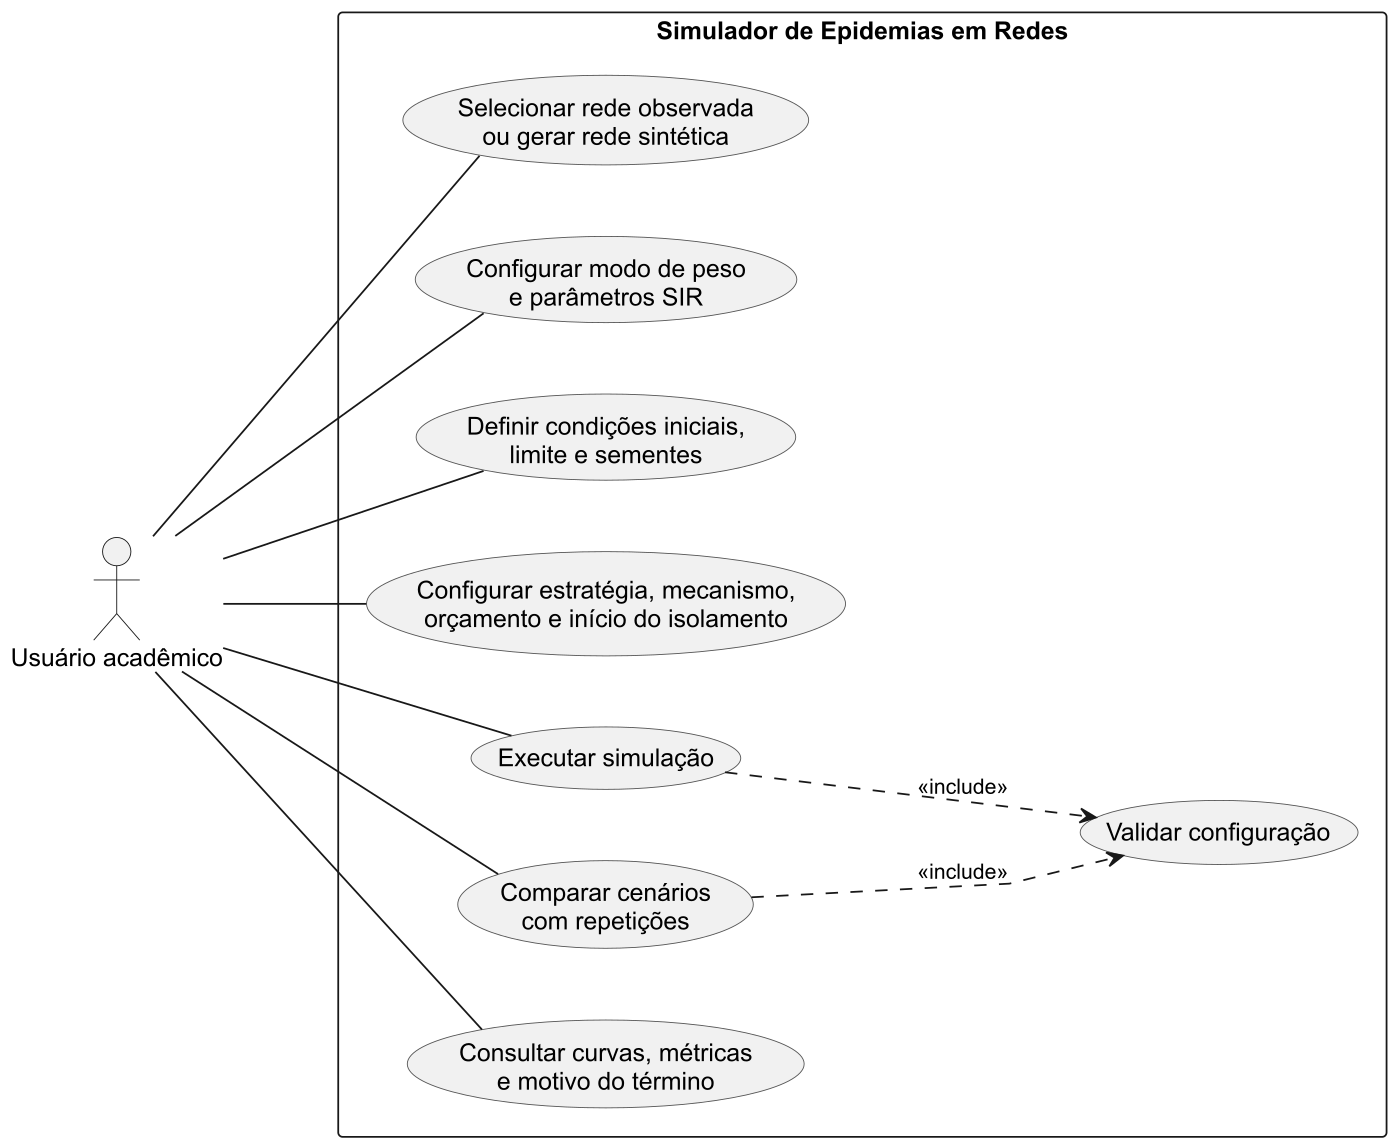 Simulador de Epidemias em Redes
Selecionar rede observada
ou gerar rede sintética
Configurar modo de peso
e parâmetros SIR
Definir condições iniciais,
limite e sementes
Configurar estratégia, mecanismo,
orçamento e início do isolamento
Usuário acadêmico
Executar simulação
«include»
Validar configuração
«include»
Comparar cenários
com repetições
Consultar curvas, métricas
e motivo do término